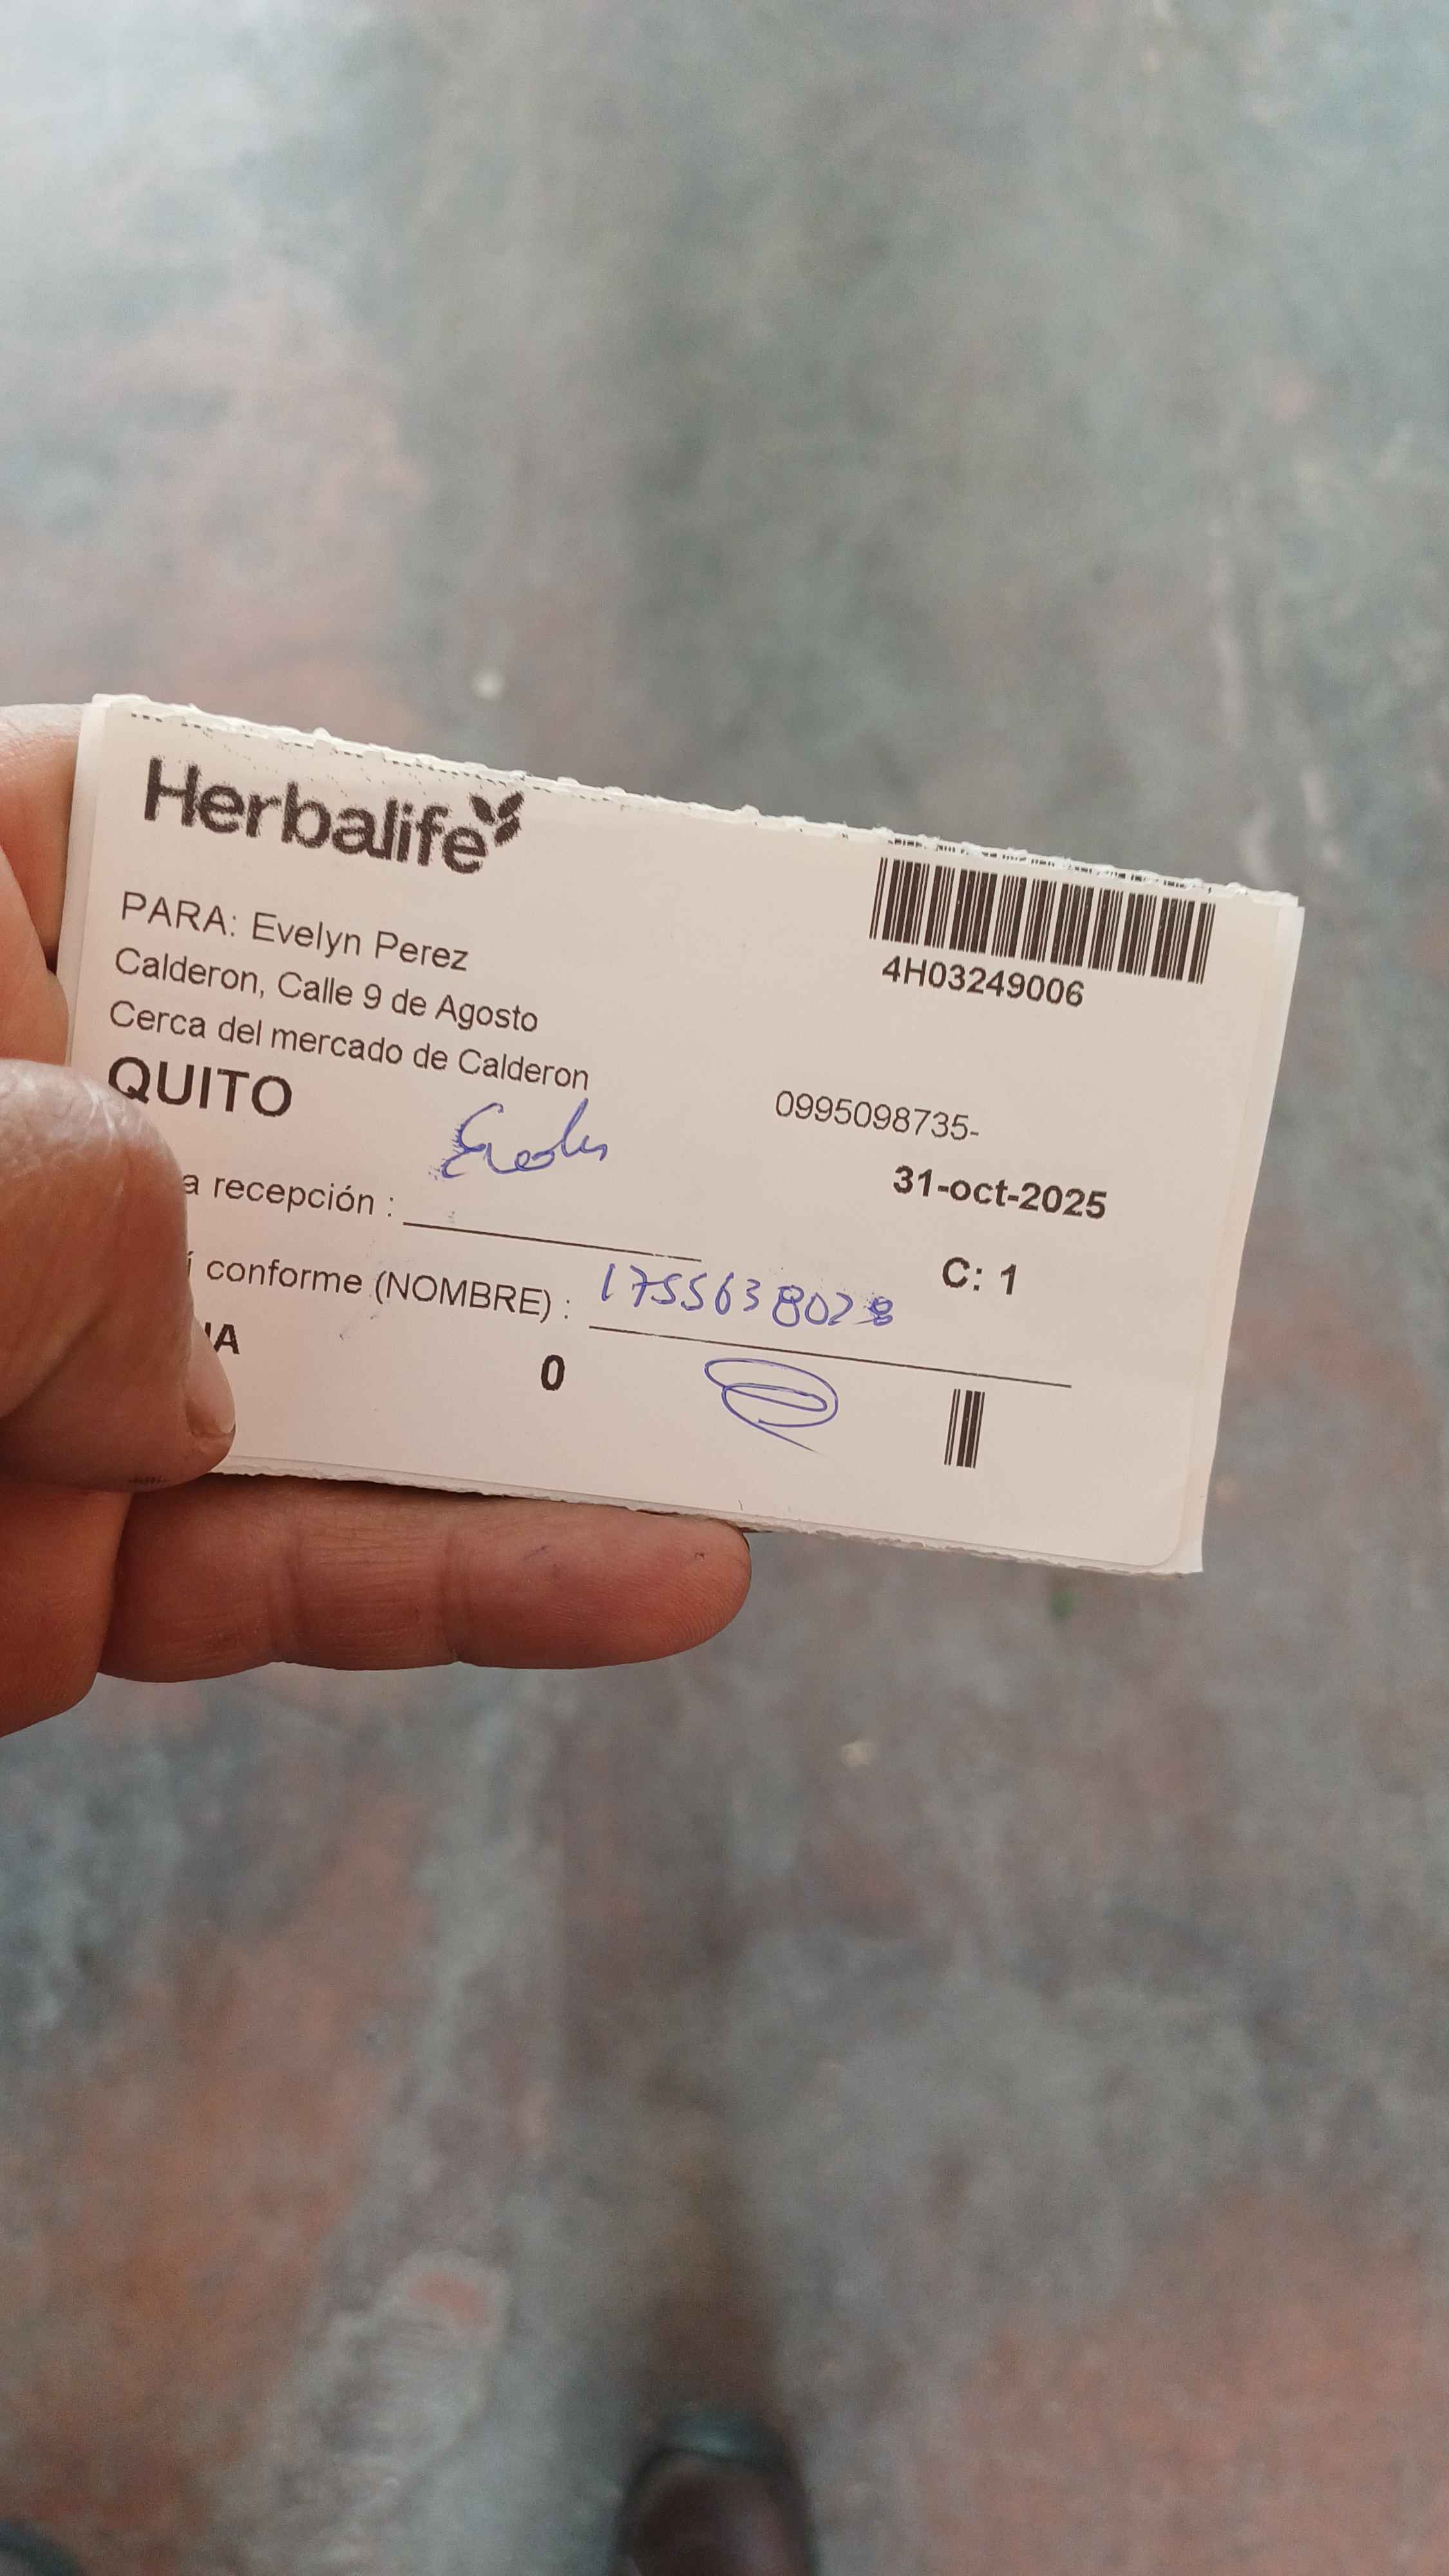 Herbalife
4H03249006
PARA: Evelyn Perez
Calderon, Calle 9 de Agosto
Cerca del mercado de Calderon
QUITO
0995098735-
31-oct-2025
a recepción :
C: 1
conforme (NOMBRE) : 175563802
0